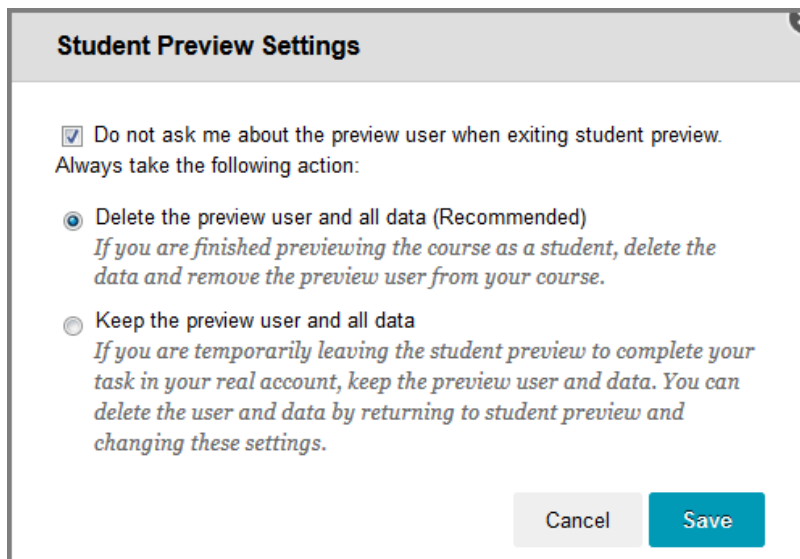 Student Preview Settings
Do not ask me about the preview user when exiting student preview.
Always take the following action:
Delete the preview user and all data (Recommended)
If you are finished previewing the course as a student, delete the
data and remove the preview user from your course.
Keep the preview user and all data
If you are temporarily leaving the student preview to complete your
task in your real account, keep the preview user and data. You can
delete the user and data by returning to student preview and
changing these settings.
Cancel Save